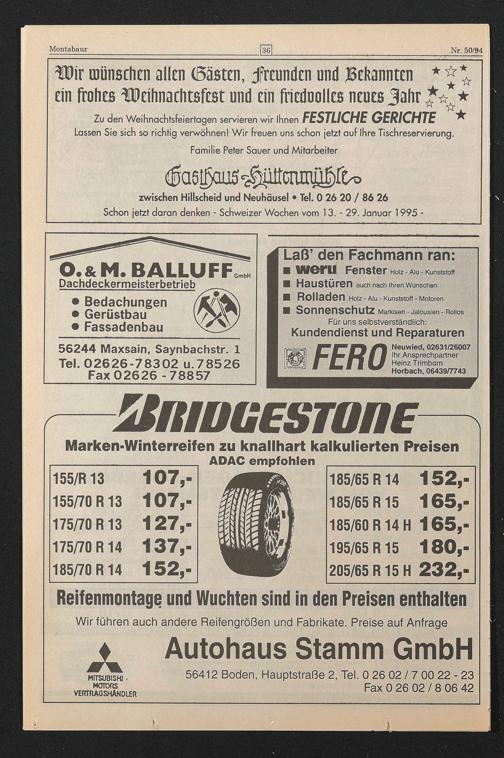 Montabaur
36
Nr. 50/94
Wir wünschen allen Gästen, Freunden und Bekannten
ein frohes Weihnachtsfest und ein friedvolles neues Jahr
Zu den Weihnachtsfeiertagen servieren wir Ihnen FESTLICHE GERICHTE
Lassen Sie sich so richtig verwöhnen! Wir freuen uns schon jetzt auf Ihre Tischreservierung.
Familie Peter Sauer und Mitarbeiter
Gasthaus-Hüttenmühle
zwischen Hillscheid und Neuhäusel • Tel. 0 26 20 / 86 26
Schon jetzt daran denken - Schweizer Wochen vom 13. - 29. Januar 1995 -
O. & M. BALLUFF GmbH
Dachdeckermeisterbetrieb
• Bedachungen
• Gerüstbau
• Fassadenbau
56244 Maxsain, Saynbachstr. 1
Tel. 02626-78302 u. 78526
Fax 02626 - 78857
Laß' den Fachmann ran:
■ weru Fenster Holz - Alu - Kunststoff
■ Haustüren auch nach Ihren Wünschen
■ Rolladen Holz - Alu - Kunststoff - Motoren
■ Sonnenschutz Markisen - Jalousien - Rollos
Für uns selbstverständlich:
Kundendienst und Reparaturen
FERO
Neuwied, 02631/26007
Ihr Ansprechpartner
Heinz Trimborn
Horbach, 06439/7743
BRIDGESTONE
Marken-Winterreifen zu knallhart kalkulierten Preisen
ADAC empfohlen
155/R 13 107,-
155/70 R 13 107,-
175/70 R 13 127,-
175/70 R 14 137,-
185/70 R 14 152,-
185/65 R 14 152,-
185/65 R 15 165,-
185/60 R 14 H 165,-
195/65 R 15 180,-
205/65 R 15 H 232,-
Reifenmontage und Wuchten sind in den Preisen enthalten
Wir führen auch andere Reifengrößen und Fabrikate. Preise auf Anfrage
MITSUBISHI
MOTORS
VERTRAGSHÄNDLER
Autohaus Stamm GmbH
56412 Boden, Hauptstraße 2, Tel. 0 26 02 / 7 00 22 - 23
Fax 0 26 02 / 8 06 42